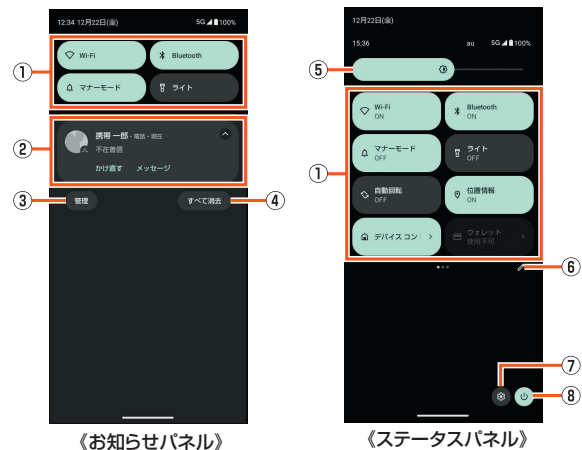 12:34 12月22日(金) 5G 100%
① Wi-Fi Bluetooth
マナーモード ライト
② 携帯 一郎・電話・現在
不在着信
かけ直す メッセージ
③ 管理 すべて消去 ④
《お知らせパネル》
12月22日(金)
15:36 au 5G 100%
⑤
① Wi-Fi ON Bluetooth ON
マナーモード OFF ライト OFF
自動回転 OFF 位置情報 ON
デバイス コン ウォレット 使用不可
⑥
⑦
⑧
《ステータスパネル》